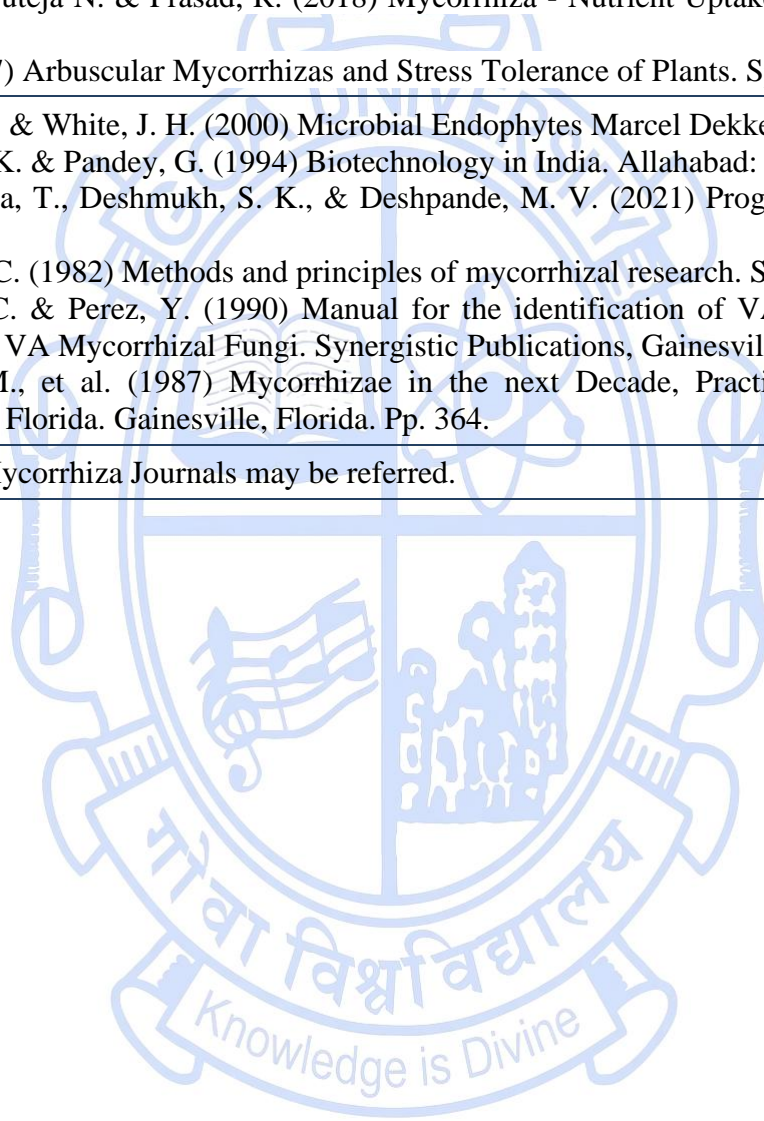 uteja N. & Prasad, R. (2018) Mycorrhiza - Nutrient Uptake
7) Arbuscular Mycorrhizas and Stress Tolerance of Plants. S
& White, J. H. (2000) Microbial Endophytes Marcel Dekke
K. & Pandey, G. (1994) Biotechnology in India. Allahabad:
a, T., Deshmukh, S. K., & Deshpande, M. V. (2021) Prog
C. (1982) Methods and principles of mycorrhizal research. S
C. & Perez, Y. (1990) Manual for the identification of VA
VA Mycorrhizal Fungi. Synergistic Publications, Gainesvil
M., et al. (1987) Mycorrhizae in the next Decade, Practi
Florida. Gainesville, Florida. Pp. 364.
Mycorrhiza Journals may be referred.
GOA UNIVERSITY
गोंवा विश्वविद्यालय
Knowledge is Divine